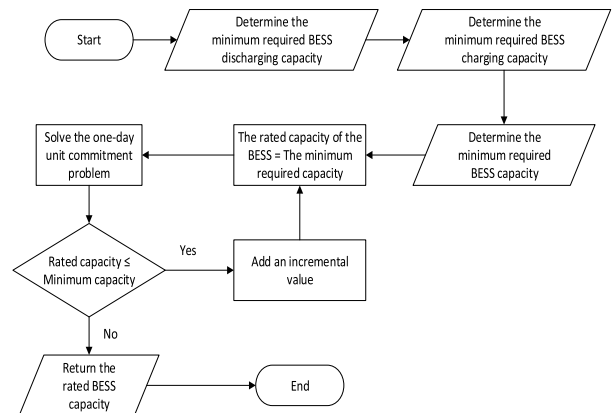 Start
Determine the
minimum required BESS
discharging capacity
Determine the
minimum required BESS
charging capacity
Determine the
minimum required
BESS capacity
The rated capacity of the
BESS = The minimum
required capacity
Solve the one-day
unit commitment
problem
Rated capacity ≤
Minimum capacity
Yes
Add an incremental
value
No
Return the
rated BESS
capacity
End